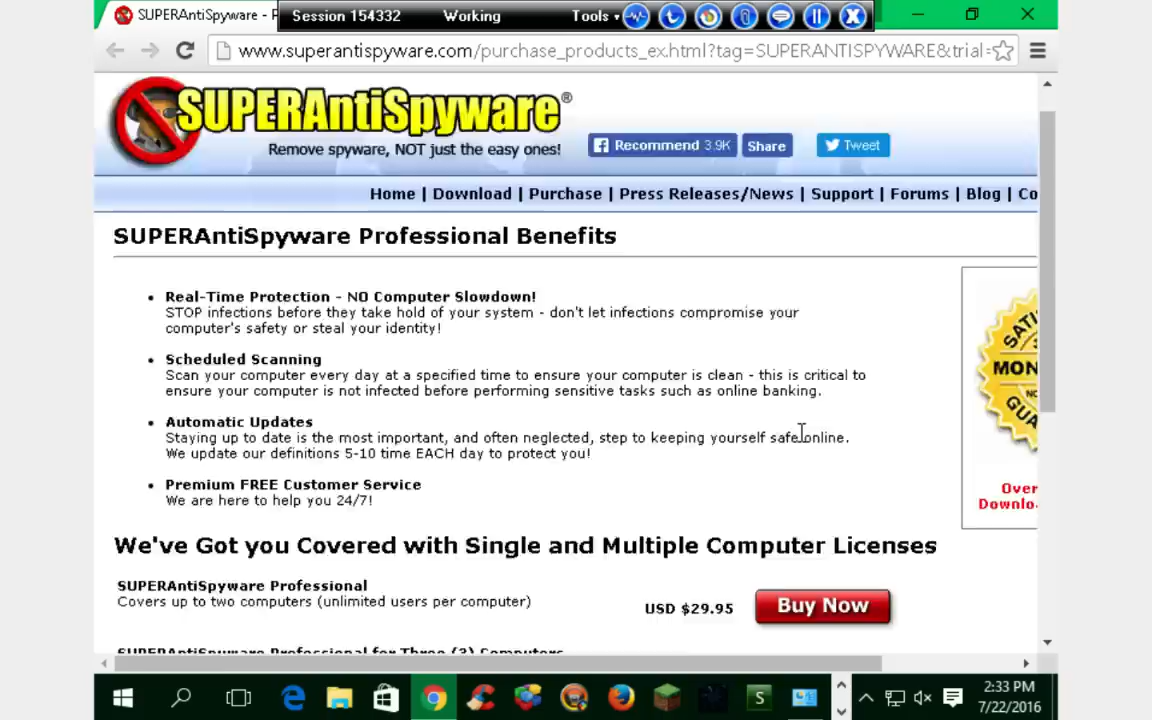 SUPERAntiSpyware - F
Session 154332
Working
Tools
www.superantispyware.com/purchase_products_ex.html?tag=SUPERANTISPYWARE&trial=
SUPERAntiSpyware®
Remove spyware, NOT just the easy ones!
Recommend 3.9K
Share
Tweet
Home | Download | Purchase | Press Releases/News | Support | Forums | Blog | Co
SUPERAntiSpyware Professional Benefits
• Real-Time Protection - NO Computer Slowdown!
STOP infections before they take hold of your system - don't let infections compromise your
computer's safety or steal your identity!
• Scheduled Scanning
Scan your computer every day at a specified time to ensure your computer is clean - this is critical to
ensure your computer is not infected before performing sensitive tasks such as online banking.
• Automatic Updates
Staying up to date is the most important, and often neglected, step to keeping yourself safe online.
We update our definitions 5-10 time EACH day to protect you!
• Premium FREE Customer Service
We are here to help you 24/7!
SATI
MON
GUA
Over
Downlo
We've Got you Covered with Single and Multiple Computer Licenses
SUPERAntiSpyware Professional
Covers up to two computers (unlimited users per computer)
USD $29.95
Buy Now
SUPERAntiSpyware Professional for Three (3) Computers
2:33 PM
7/22/2016